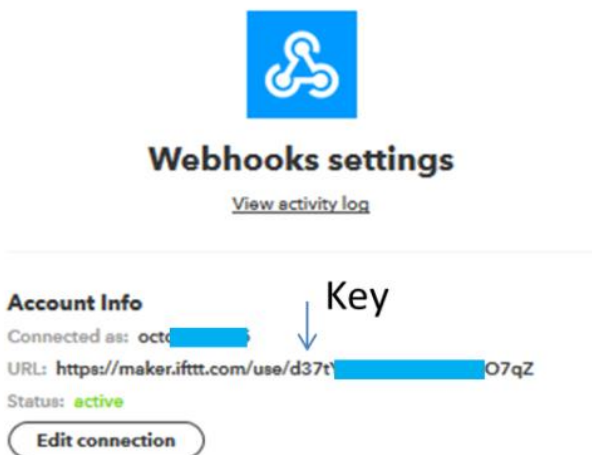 Webhooks settings
View activity log
Key
Account Info
Connected as: octo
URL: https://maker.ifttt.com/use/d37t O7qZ
Status: active
Edit connection